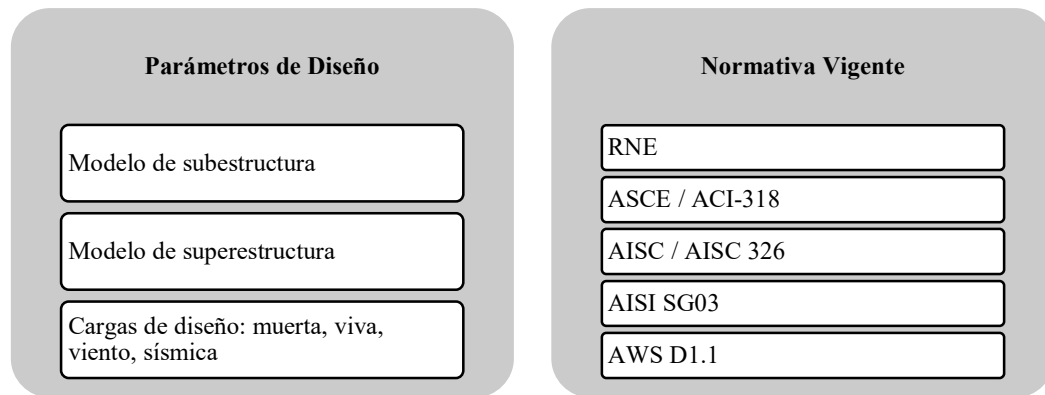 Parámetros de Diseño
Modelo de subestructura
Modelo de superestructura
Cargas de diseño: muerta, viva,
viento, sísmica
Normativa Vigente
RNE
ASCE / ACI-318
AISC / AISC 326
AISI SG03
AWS D1.1